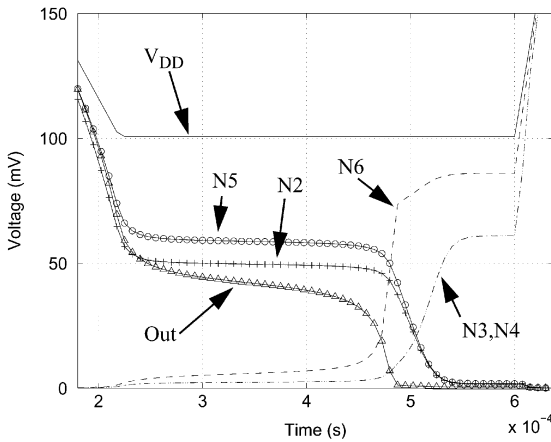 150
100
50
0
Voltage (mV)
V_DD
N5
N2
N6
Out
N3,N4
2
3
4
5
6
x 10^-4
Time (s)